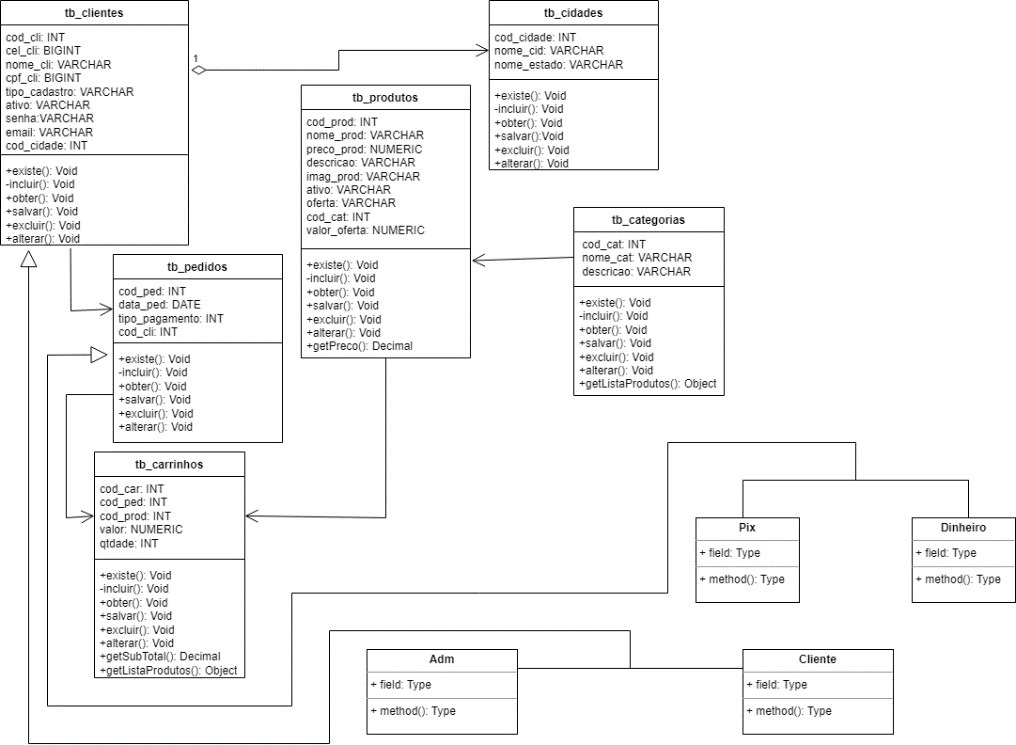 tb_clientes
cod_cli: INT
cel_cli: BIGINT
nome_cli: VARCHAR
cpf_cli: BIGINT
tipo_cadastro: VARCHAR
ativo: VARCHAR
senha:VARCHAR
email: VARCHAR
cod_cidade: INT
+existe(): Void
-incluir(): Void
+obter(): Void
+salvar(): Void
+excluir(): Void
+alterar(): Void
1
tb_cidades
cod_cidade: INT
nome_cid: VARCHAR
nome_estado: VARCHAR
+existe(): Void
-incluir(): Void
+obter(): Void
+salvar():Void
+excluir(): Void
+alterar(): Void
tb_produtos
cod_prod: INT
nome_prod: VARCHAR
preco_prod: NUMERIC
descricao: VARCHAR
imag_prod: VARCHAR
ativo: VARCHAR
oferta: VARCHAR
cod_cat: INT
valor_oferta: NUMERIC
+existe(): Void
-incluir(): Void
+obter(): Void
+salvar(): Void
+excluir(): Void
+alterar(): Void
+getPreco(): Decimal
tb_categorias
cod_cat: INT
nome_cat: VARCHAR
descricao: VARCHAR
+existe(): Void
-incluir(): Void
+obter(): Void
+salvar(): Void
+excluir(): Void
+alterar(): Void
+getListaProdutos(): Object
tb_pedidos
cod_ped: INT
data_ped: DATE
tipo_pagamento: INT
cod_cli: INT
+existe(): Void
-incluir(): Void
+obter(): Void
+salvar(): Void
+excluir(): Void
+alterar(): Void
tb_carrinhos
cod_car: INT
cod_ped: INT
cod_prod: INT
valor: NUMERIC
qtdade: INT
+existe(): Void
-incluir(): Void
+obter(): Void
+salvar(): Void
+excluir(): Void
+alterar(): Void
+getSubTotal(): Decimal
+getListaProdutos(): Object
Pix
+ field: Type
+ method(): Type
Dinheiro
+ field: Type
+ method(): Type
Adm
+ field: Type
+ method(): Type
Cliente
+ field: Type
+ method(): Type